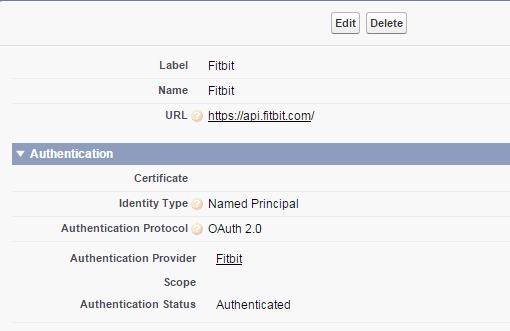 Edit Delete
Label Fitbit
Name Fitbit
URL ? https://api.fitbit.com/
Authentication
Certificate
Identity Type ? Named Principal
Authentication Protocol ? OAuth 2.0
Authentication Provider Fitbit
Scope
Authentication Status Authenticated